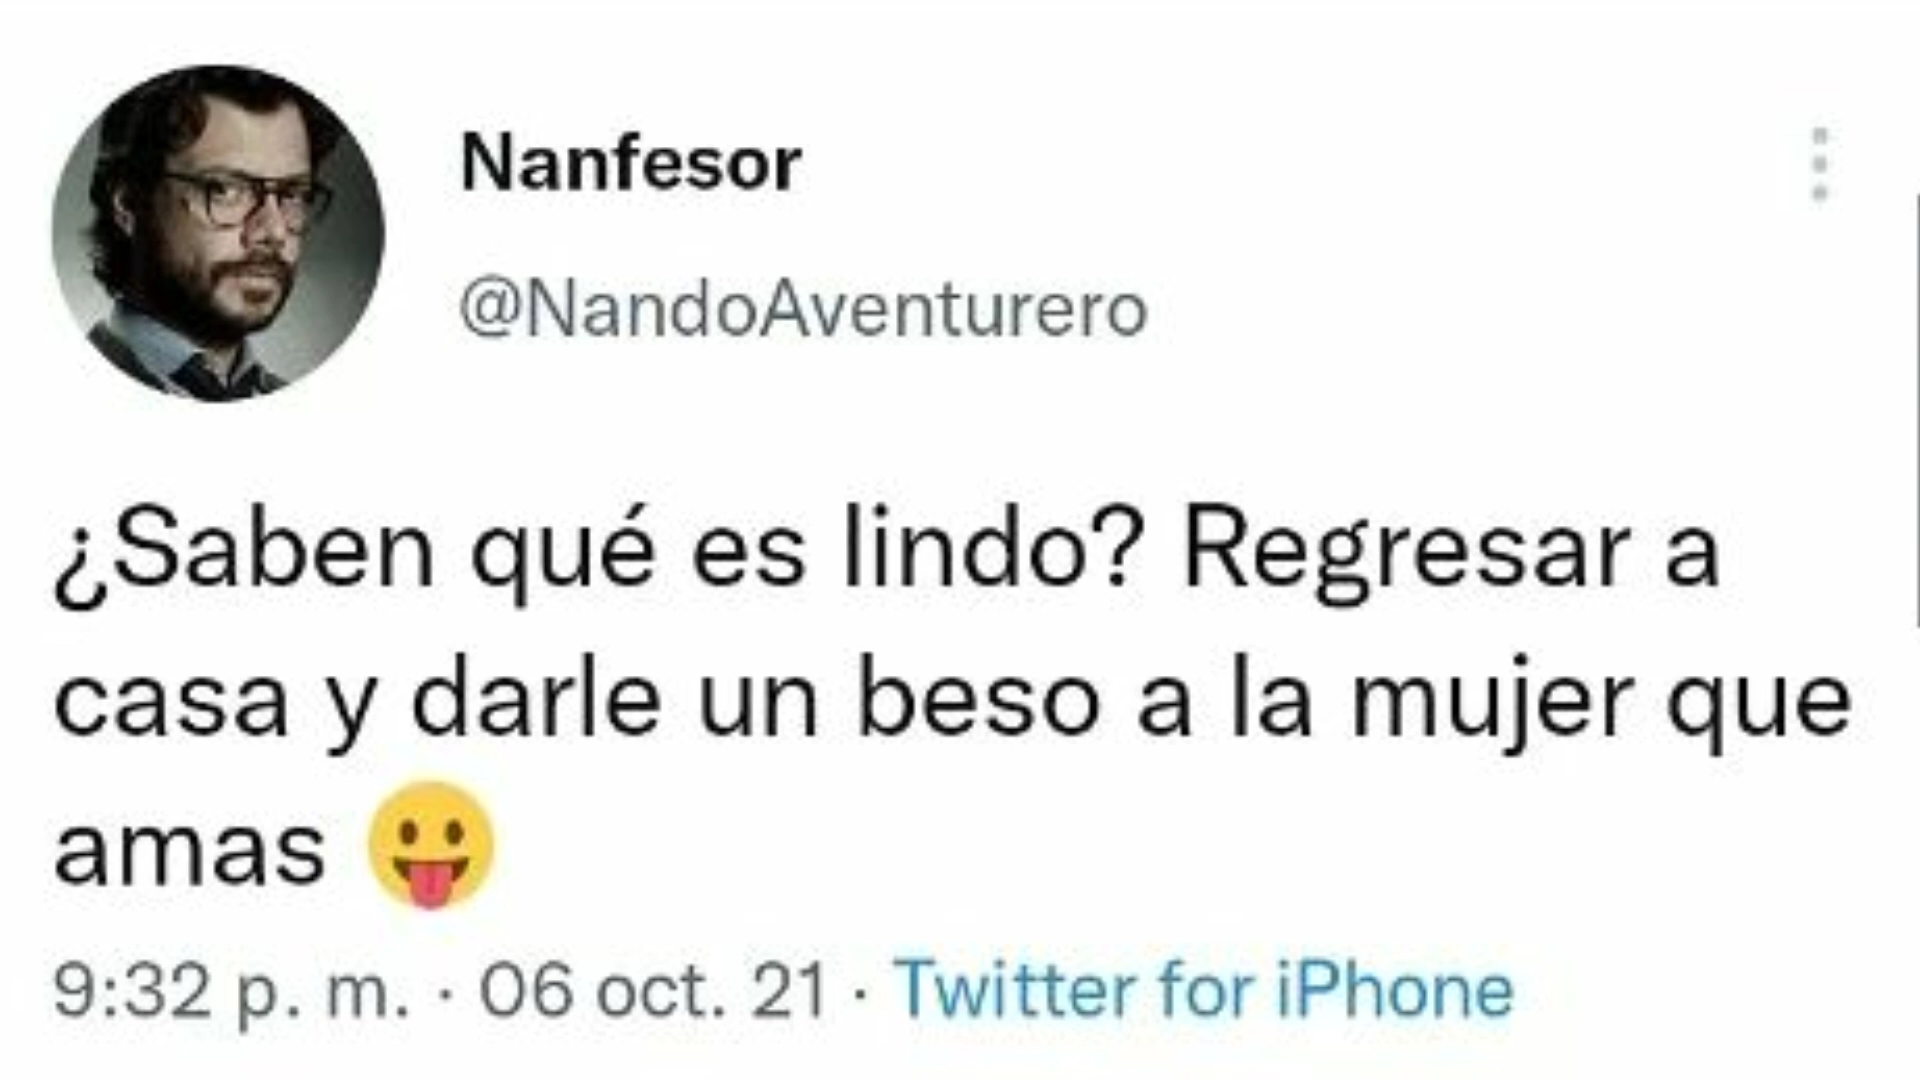 Nanfesor
@NandoAventurero
¿Saben qué es lindo? Regresar a
casa y darle un beso a la mujer que
amas 😛
9:32 p. m. · 06 oct. 21 · Twitter for iPhone